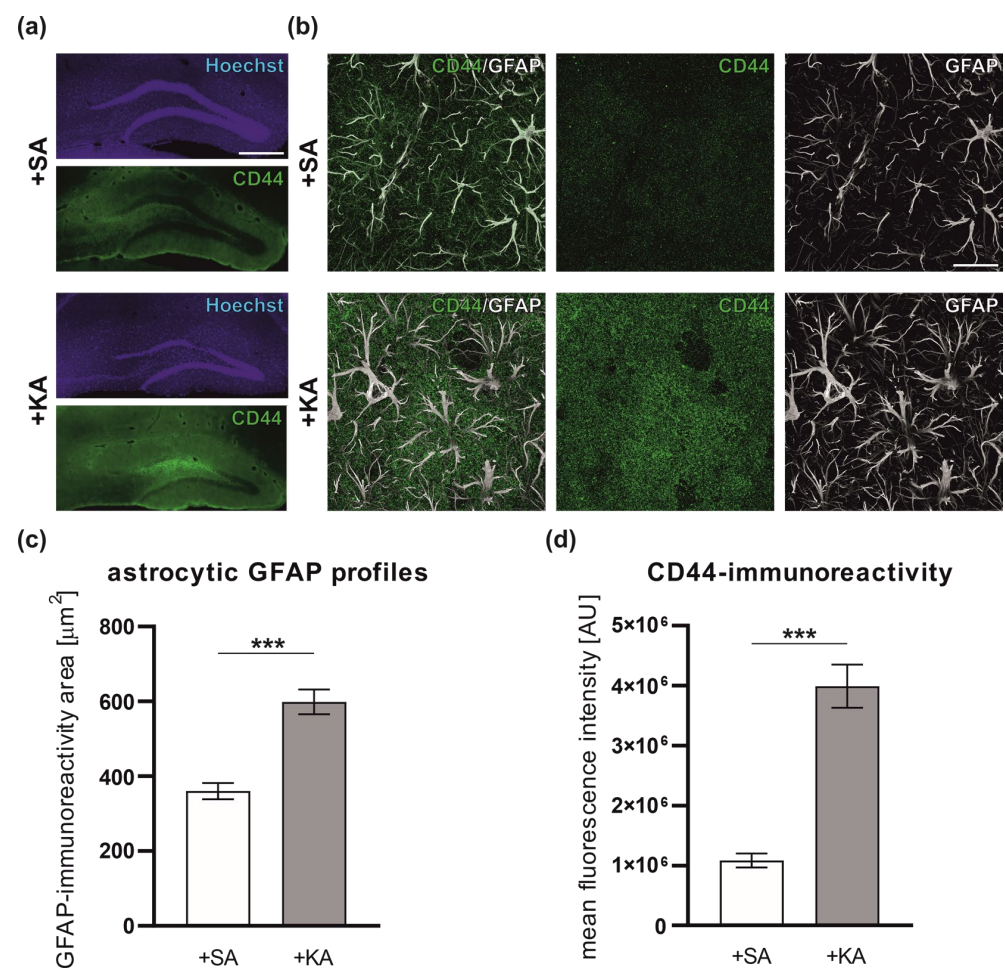 (a)
(b)
Hoechst
CD44/GFAP
CD44
GFAP
+SA
+SA
CD44
Hoechst
CD44/GFAP
CD44
GFAP
+KA
+KA
CD44
(c)
(d)
astrocytic GFAP profiles
CD44-immunoreactivity
GFAP-immunoreactivity area [μm²]
800
600
400
200
0
***
+SA
+KA
mean fluorescence intensity [AU]
5×10⁶
4×10⁶
3×10⁶
2×10⁶
1×10⁶
0
***
+SA
+KA